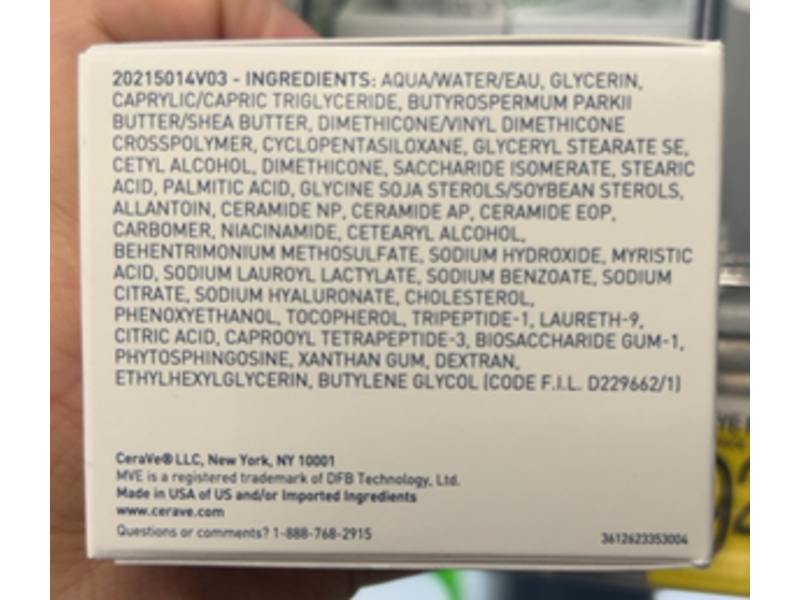 20215014V03 - INGREDIENTS: AQUA/WATER/EAU, GLYCERIN,
CAPRYLIC/CAPRIC TRIGLYCERIDE, BUTYROSPERMUM PARKII
BUTTER/SHEA BUTTER, DIMETHICONE/VINYL DIMETHICONE
CROSSPOLYMER, CYCLOPENTASILOXANE, GLYCERYL STEARATE SE,
CETYL ALCOHOL, DIMETHICONE, SACCHARIDE ISOMERATE, STEARIC
ACID, PALMITIC ACID, GLYCINE SOJA STEROLS/SOYBEAN STEROLS,
ALLANTOIN, CERAMIDE NP, CERAMIDE AP, CERAMIDE EOP,
CARBOMER, NIACINAMIDE, CETEARYL ALCOHOL,
BEHENTRIMONIUM METHOSULFATE, SODIUM HYDROXIDE, MYRISTIC
ACID, SODIUM LAUROYL LACTYLATE, SODIUM BENZOATE, SODIUM
CITRATE, SODIUM HYALURONATE, CHOLESTEROL,
PHENOXYETHANOL, TOCOPHEROL, TRIPEPTIDE-1, LAURETH-9,
CITRIC ACID, CAPROOYL TETRAPEPTIDE-3, BIOSACCHARIDE GUM-1,
PHYTOSPHINGOSINE, XANTHAN GUM, DEXTRAN,
ETHYLHEXYLGLYCERIN, BUTYLENE GLYCOL (CODE F.I.L. D229662/1)
CeraVe® LLC, New York, NY 10001
MVE is a registered trademark of DFB Technology, Ltd.
Made in USA of US and/or Imported Ingredients
www.cerave.com
Questions or comments? 1-888-768-2915
3612623353004